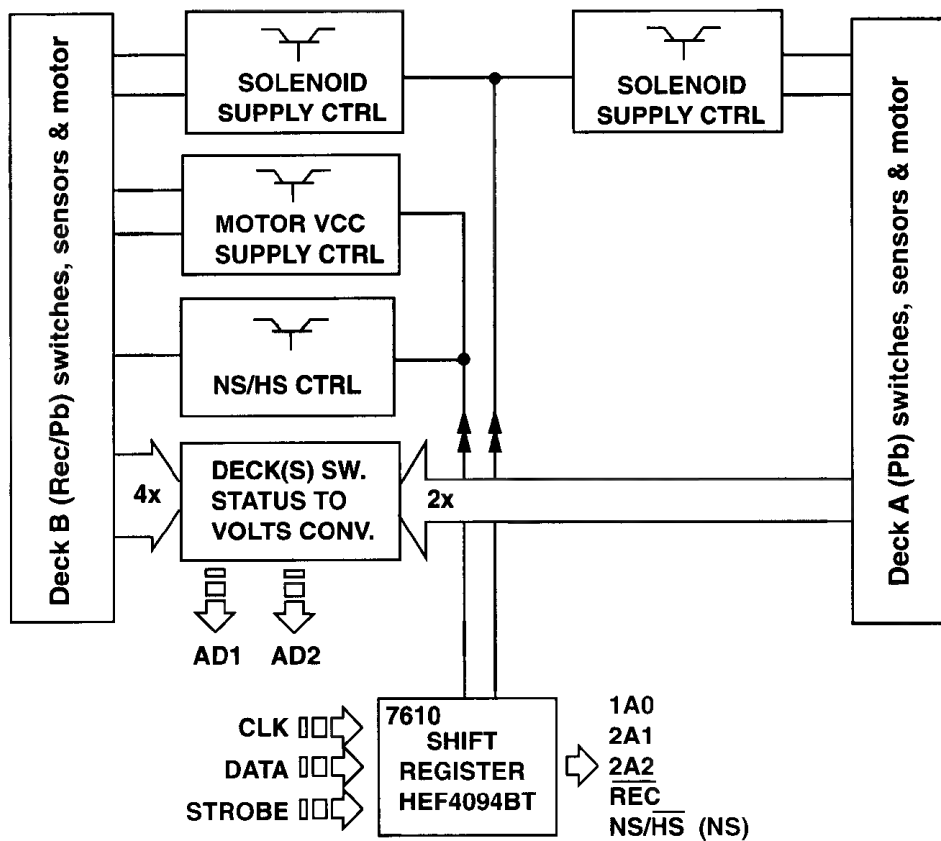 Deck B (Rec/Pb) switches, sensors & motor
SOLENOID
SUPPLY CTRL
SOLENOID
SUPPLY CTRL
Deck A (Pb) switches, sensors & motor
MOTOR VCC
SUPPLY CTRL
NS/HS CTRL
4x
DECK(S) SW.
STATUS TO
VOLTS CONV.
2x
AD1
AD2
CLK
DATA
STROBE
7610
SHIFT
REGISTER
HEF4094BT
1A0
2A1
2A2
R̅E̅C̅
NS/H̅S̅ (NS)